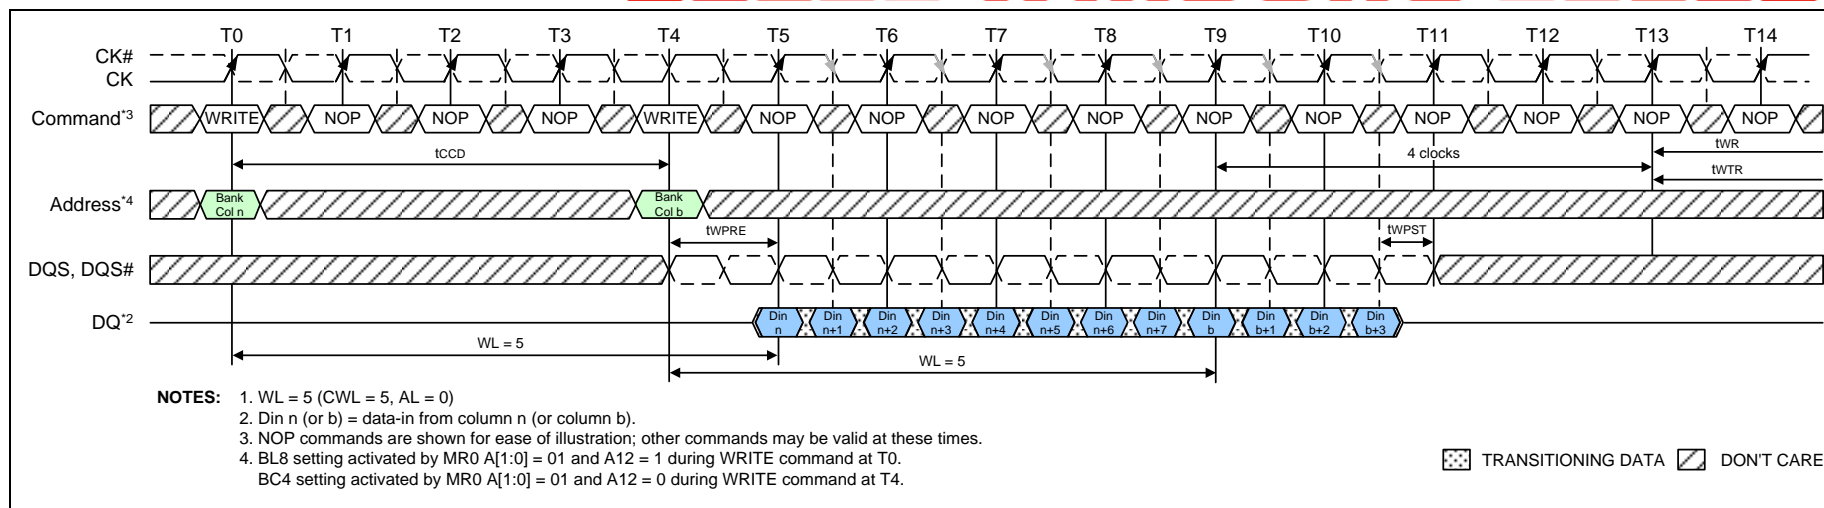 T0 T1 T2 T3 T4 T5 T6 T7 T8 T9 T10 T11 T12 T13 T14
CK#
CK
Command*3 WRITE NOP NOP NOP WRITE NOP NOP NOP NOP NOP NOP NOP NOP NOP NOP
tCCD 4 clocks tWR
tWTR
Address*4 Bank Col n Bank Col b
tWPRE tWPST
DQS, DQS#
DQ*2 Din n Din n+1 Din n+2 Din n+3 Din n+4 Din n+5 Din n+6 Din n+7 Din b Din b+1 Din b+2 Din b+3
WL = 5
WL = 5
NOTES: 1. WL = 5 (CWL = 5, AL = 0)
2. Din n (or b) = data-in from column n (or column b).
3. NOP commands are shown for ease of illustration; other commands may be valid at these times.
4. BL8 setting activated by MR0 A[1:0] = 01 and A12 = 1 during WRITE command at T0.
BC4 setting activated by MR0 A[1:0] = 01 and A12 = 0 during WRITE command at T4.
TRANSITIONING DATA DON'T CARE